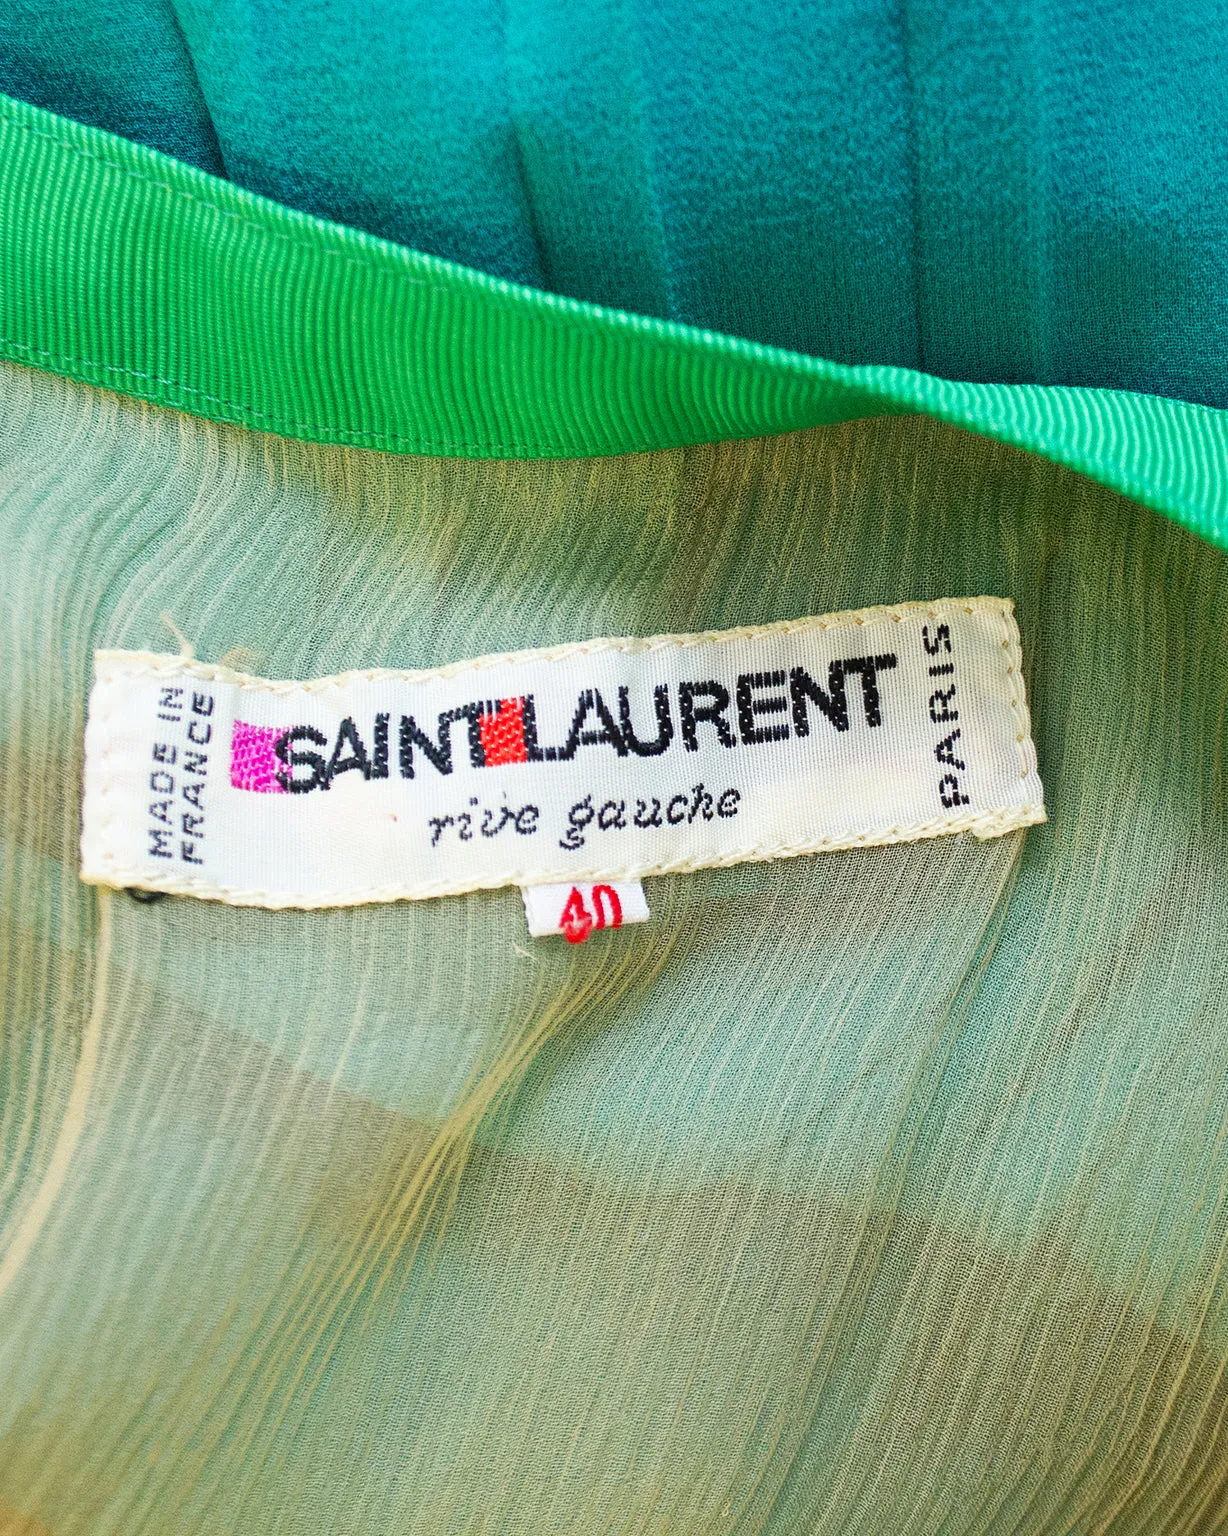 MADE IN
FRANCE
SAINT LAURENT
rive gauche
PARIS
40